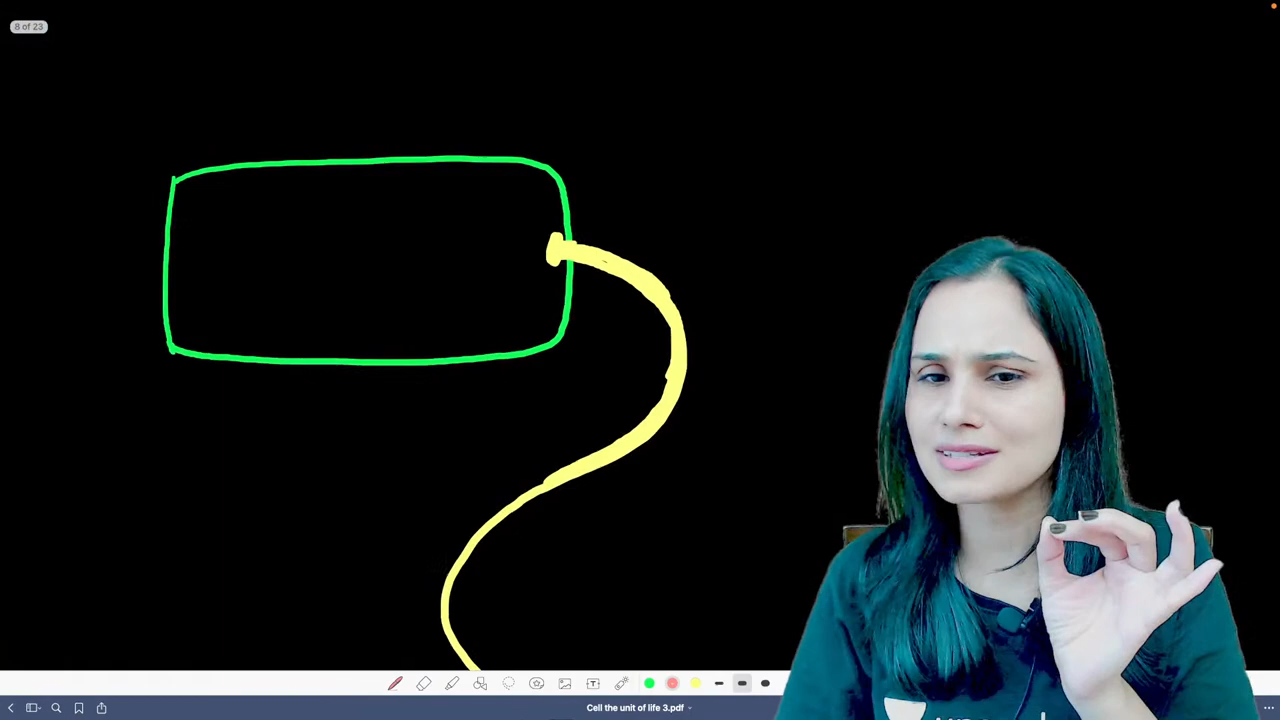 8 of 23
Cell the unit of life 3.pdf